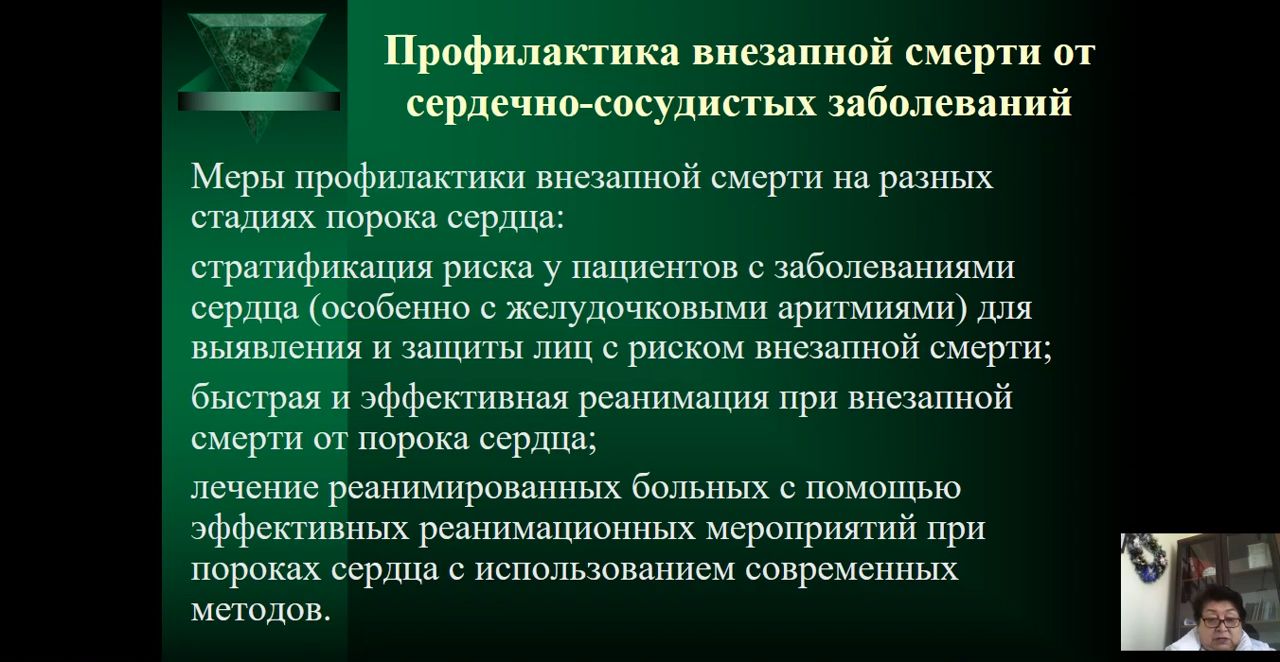 Профилактика внезапной смерти от
сердечно-сосудистых заболеваний
Меры профилактики внезапной смерти на разных
стадиях порока сердца:
стратификация риска у пациентов с заболеваниями
сердца (особенно с желудочковыми аритмиями) для
выявления и защиты лиц с риском внезапной смерти;
быстрая и эффективная реанимация при внезапной
смерти от порока сердца;
лечение реанимированных больных с помощью
эффективных реанимационных мероприятий при
пороках сердца с использованием современных
методов.